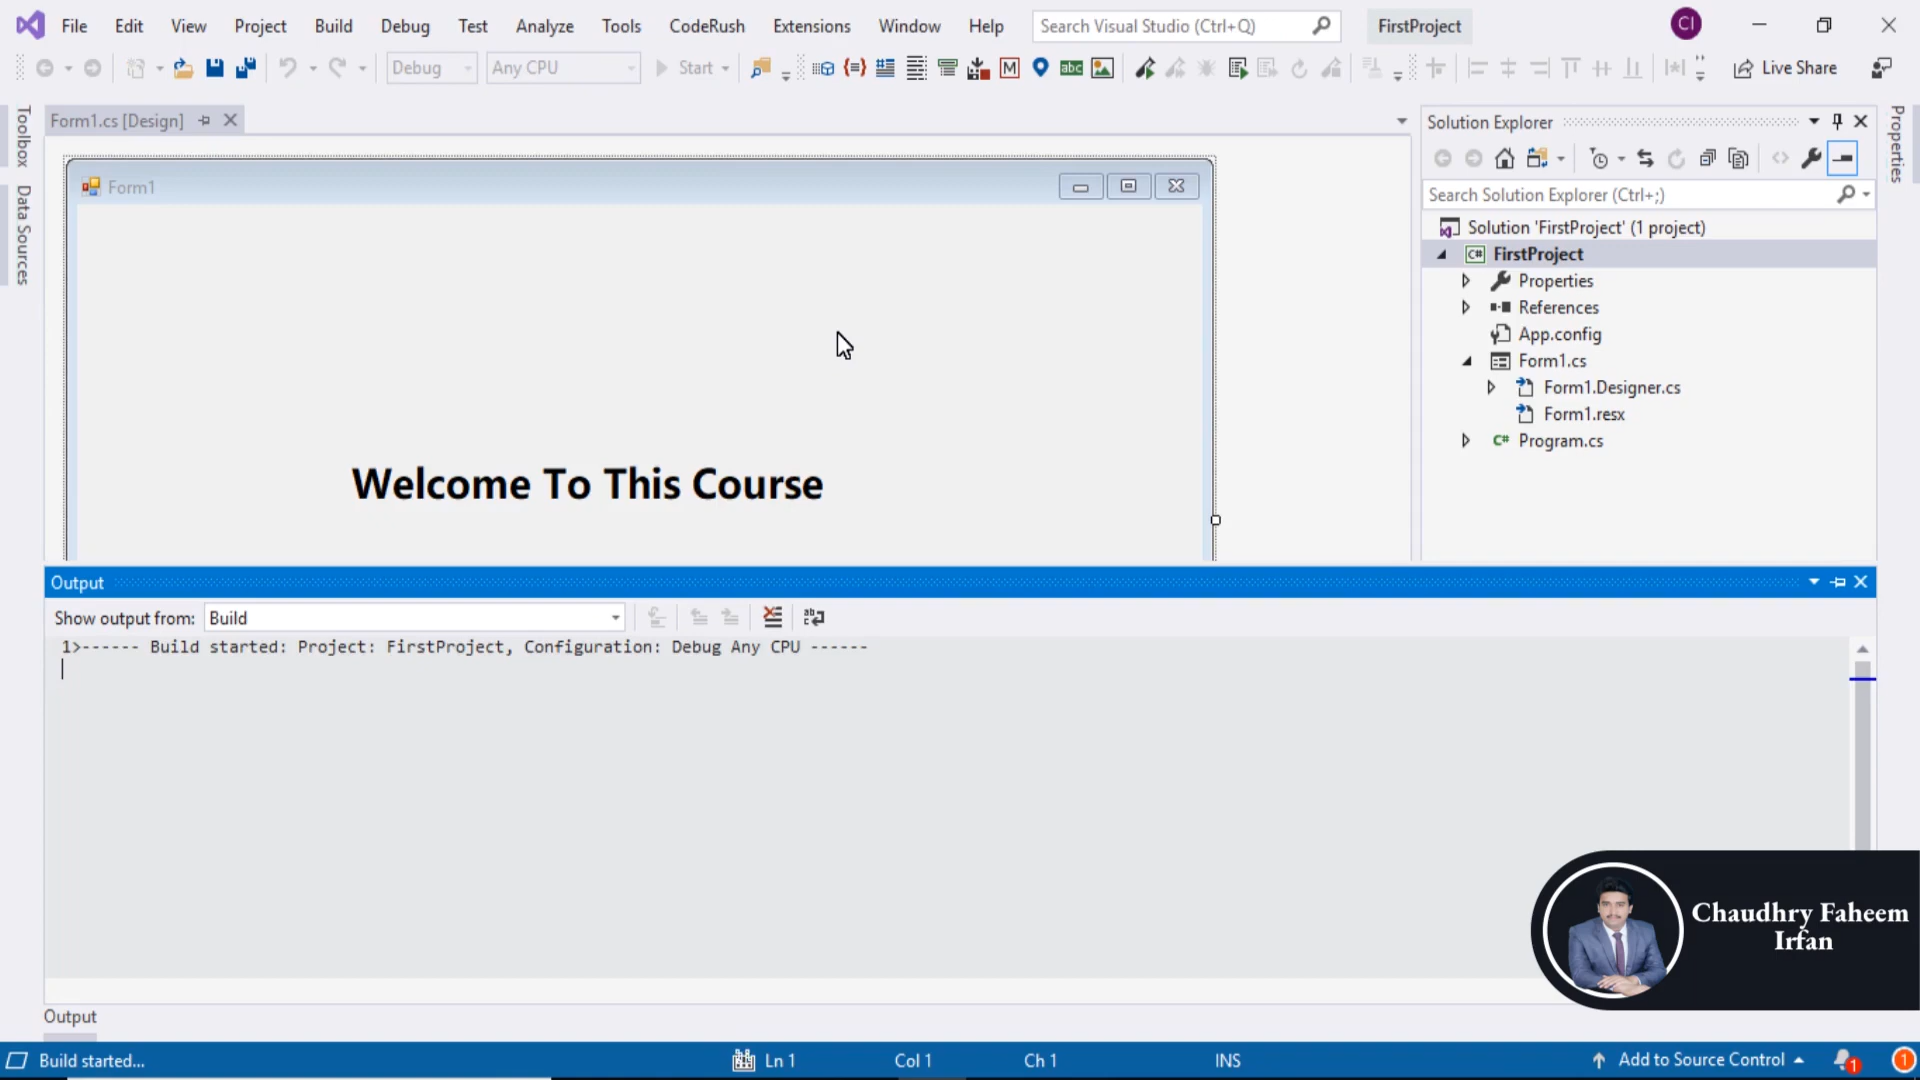 File Edit View Project Build Debug Test Analyze Tools CodeRush Extensions Window Help Search Visual Studio (Ctrl+Q) FirstProject CI
Debug Any CPU Start M abc Live Share
Toolbox
Data Sources
Form1.cs [Design]
Form1
Welcome To This Course
Solution Explorer
Search Solution Explorer (Ctrl+;)
Solution 'FirstProject' (1 project)
C# FirstProject
Properties
References
App.config
Form1.cs
Form1.Designer.cs
Form1.resx
C# Program.cs
Properties
Output
Show output from: Build
1>------ Build started: Project: FirstProject, Configuration: Debug Any CPU ------
Chaudhry Faheem
Irfan
Output
Build started... Ln 1 Col 1 Ch 1 INS Add to Source Control 1 1